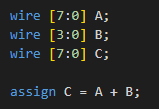 wire [7:0] A;
wire [3:0] B;
wire [7:0] C;
assign C = A + B;